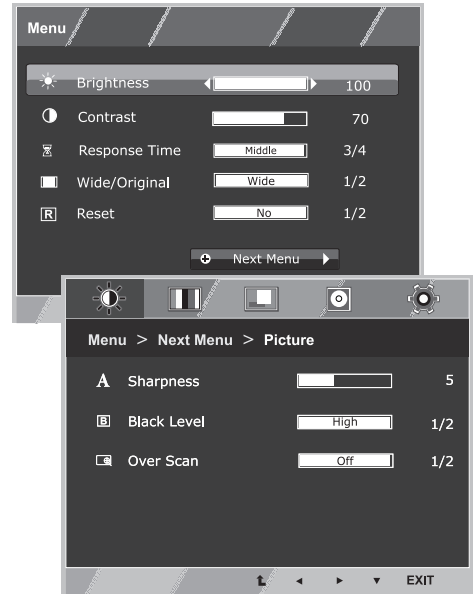 Menu
Brightness 100
Contrast 70
Response Time Middle 3/4
Wide/Original Wide 1/2
R Reset No 1/2
Next Menu
Menu > Next Menu > Picture
A Sharpness 5
B Black Level High 1/2
Over Scan Off 1/2
EXIT